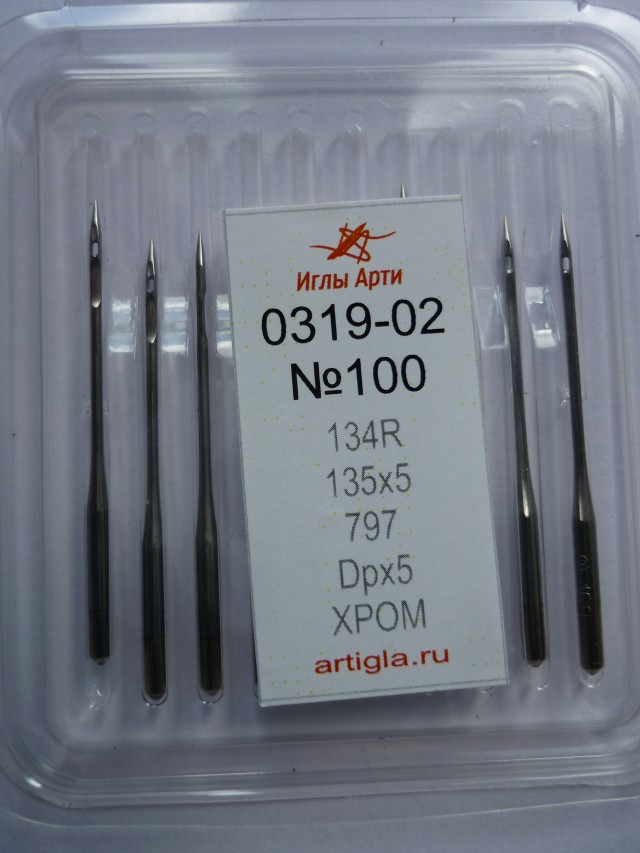 Иглы Арти
0319-02
№100
134R
135x5
797
Dpx5
ХРОМ
artigla.ru